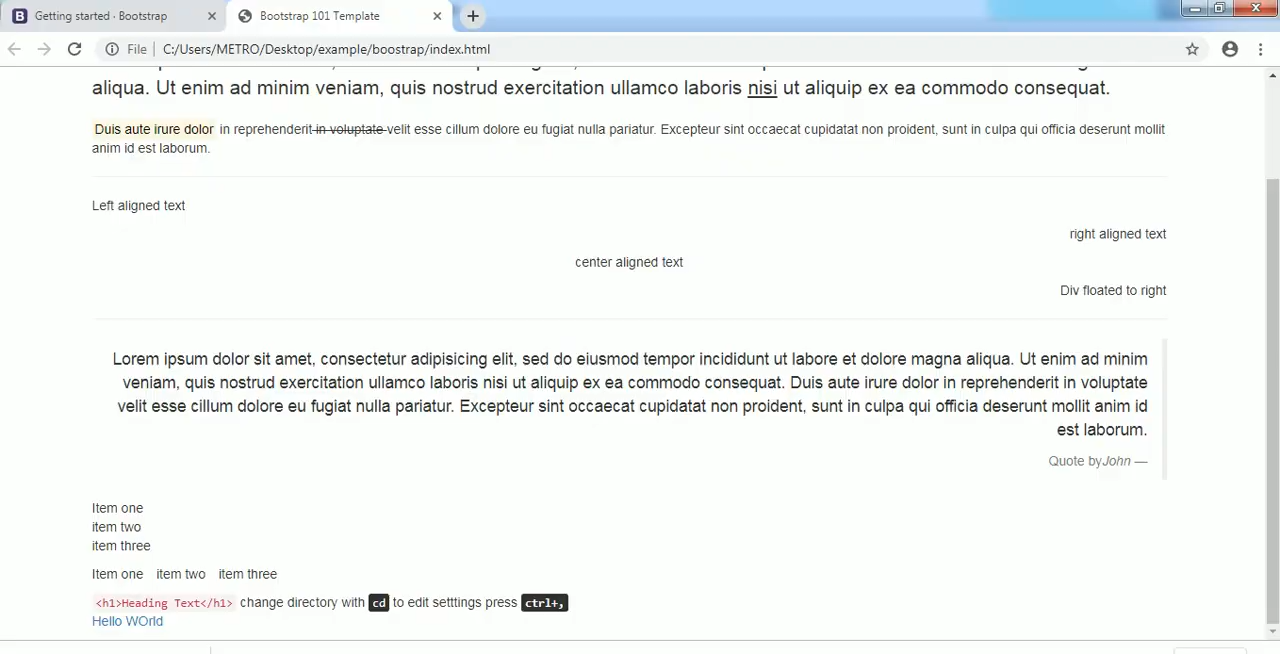 Getting started · Bootstrap
Bootstrap 101 Template
File | C:/Users/METRO/Desktop/example/boostrap/index.html
aliqua. Ut enim ad minim veniam, quis nostrud exercitation ullamco laboris nisi ut aliquip ex ea commodo consequat.
Duis aute irure dolor in reprehenderit in voluptate velit esse cillum dolore eu fugiat nulla pariatur. Excepteur sint occaecat cupidatat non proident, sunt in culpa qui officia deserunt mollit
anim id est laborum.
Left aligned text
right aligned text
center aligned text
Div floated to right
Lorem ipsum dolor sit amet, consectetur adipisicing elit, sed do eiusmod tempor incididunt ut labore et dolore magna aliqua. Ut enim ad minim
veniam, quis nostrud exercitation ullamco laboris nisi ut aliquip ex ea commodo consequat. Duis aute irure dolor in reprehenderit in voluptate
velit esse cillum dolore eu fugiat nulla pariatur. Excepteur sint occaecat cupidatat non proident, sunt in culpa qui officia deserunt mollit anim id
est laborum.
Quote byJohn —
Item one
item two
item three
Item one item two item three
<h1>Heading Text</h1> change directory with cd to edit setttings press ctrl+,
Hello WOrld